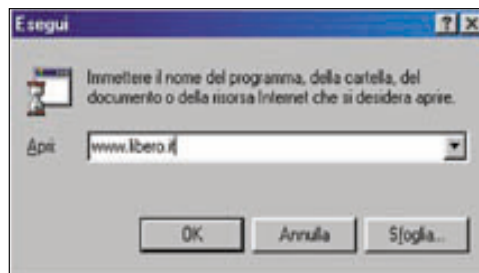 Esegui
Immettere il nome del programma, della cartella, del
documento o della risorsa Internet che si desidera aprire.
Apri: www.libero.it
OK Annulla Sfoglia...